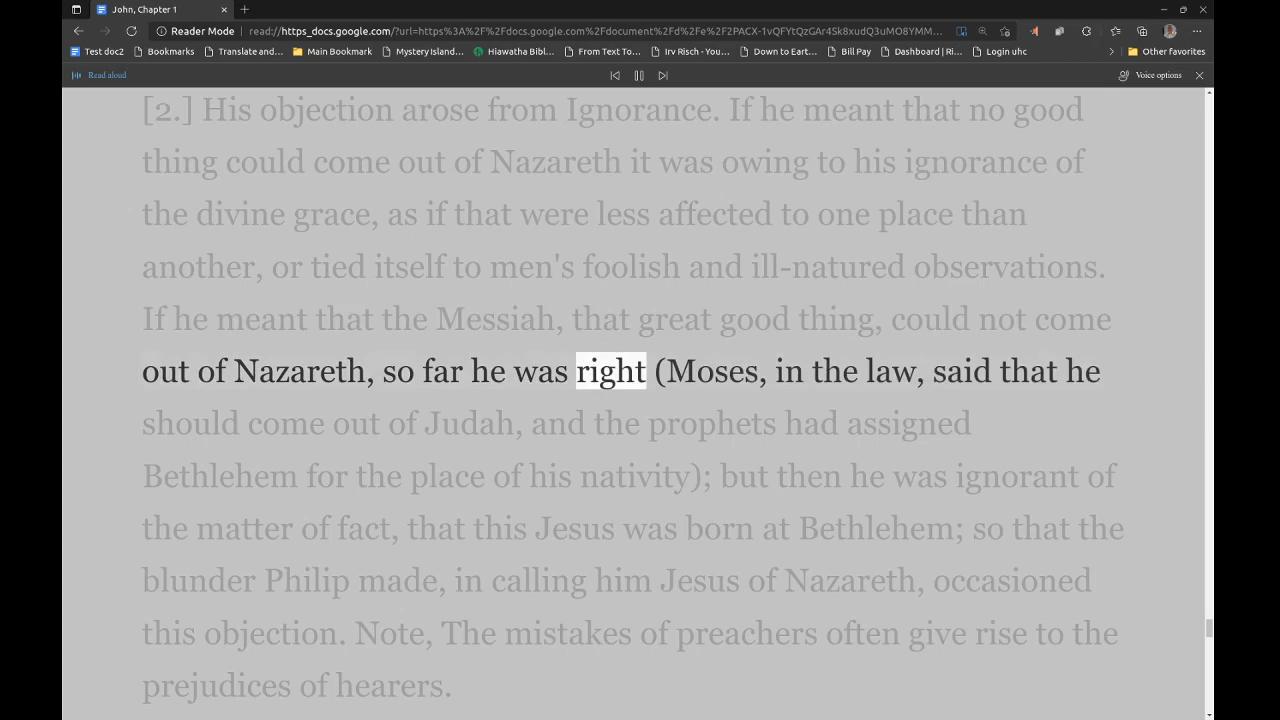 John, Chapter 1
Reader Mode
read://https_docs.google.com/?url=https%3A%2F%2Fdocs.google.com%2Fdocument%2Fd%2Fe%2F2PACX-1vQFYtQzGAr4Sk8xudQ3uMO8YMM...
Test doc2
Bookmarks
Translate and...
Main Bookmark
Mystery Island...
Hiawatha Bibl...
From Text To...
Irv Risch - You...
Down to Eart...
Bill Pay
Dashboard | Ri...
Login uhc
Other favorites
Read aloud
Voice options
[2.] His objection arose from Ignorance. If he meant that no good
thing could come out of Nazareth it was owing to his ignorance of
the divine grace, as if that were less affected to one place than
another, or tied itself to men's foolish and ill-natured observations.
If he meant that the Messiah, that great good thing, could not come
out of Nazareth, so far he was right (Moses, in the law, said that he
should come out of Judah, and the prophets had assigned
Bethlehem for the place of his nativity); but then he was ignorant of
the matter of fact, that this Jesus was born at Bethlehem; so that the
blunder Philip made, in calling him Jesus of Nazareth, occasioned
this objection. Note, The mistakes of preachers often give rise to the
prejudices of hearers.